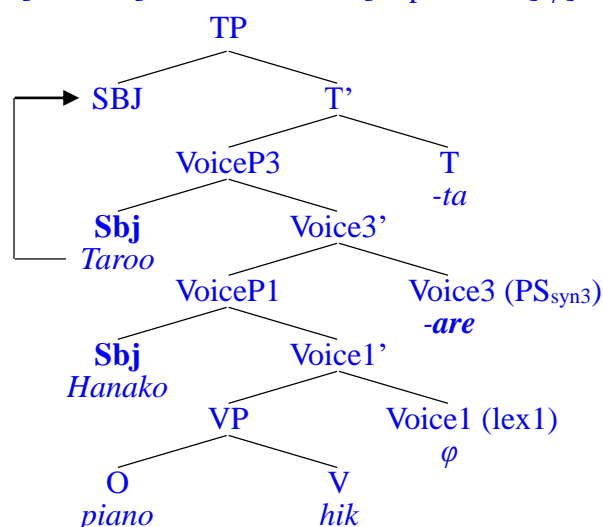 TP
SBJ T’
VoiceP3 T
-ta
Sbj Voice3’
Taroo
VoiceP1 Voice3 (PSsyn3)
-are
Sbj Voice1’
Hanako
VP Voice1 (lex1)
φ
O V
piano hik